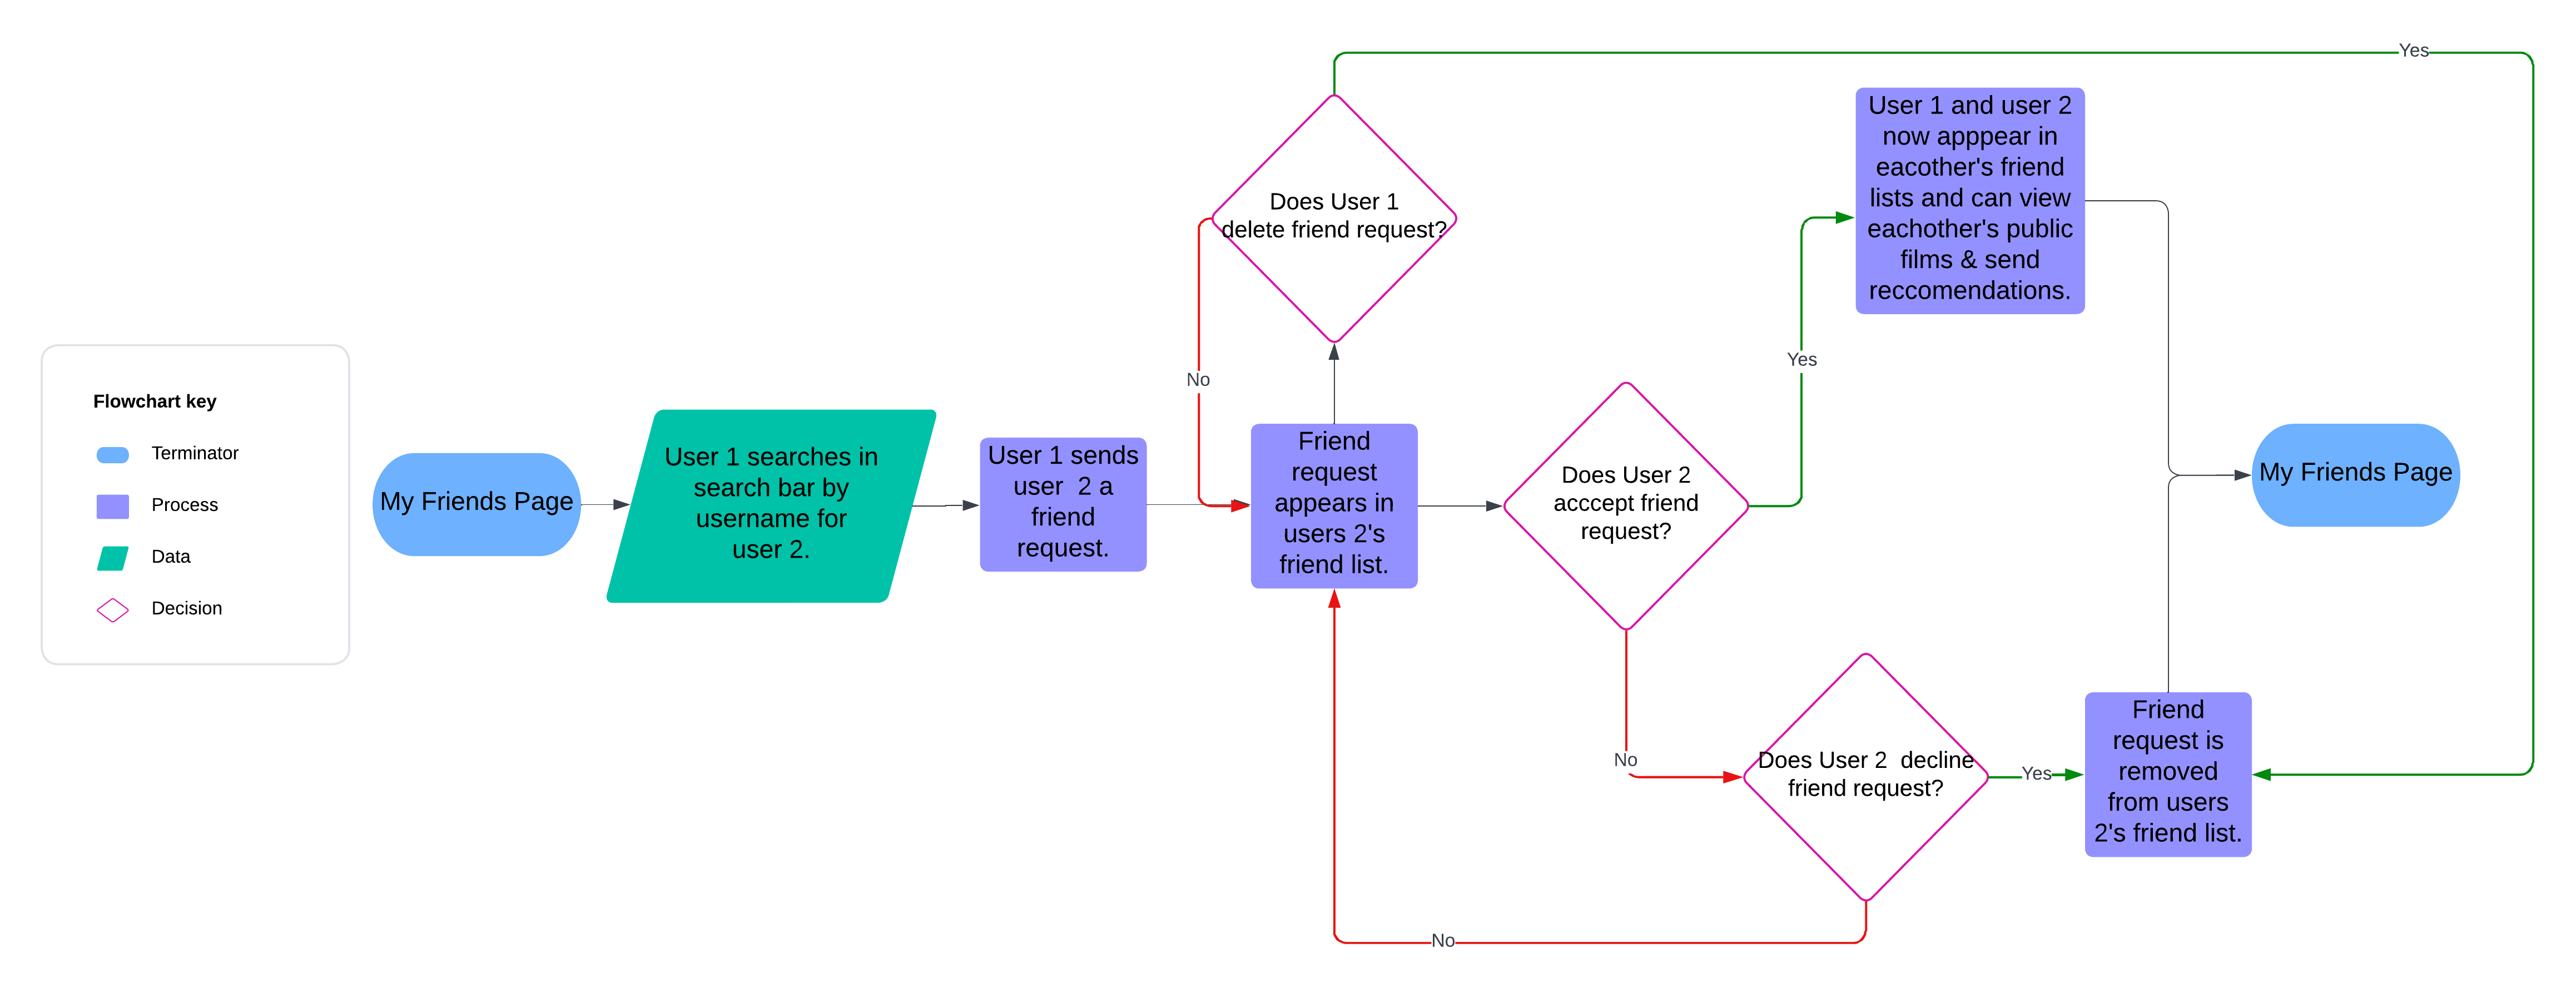 Flowchart key
Terminator
Process
Data
Decision
My Friends Page
User 1 searches in
search bar by
username for
user 2.
User 1 sends
user  2 a
friend
request.
Friend
request
appears in
users 2's
friend list.
Does User 1
delete friend request?
No
Yes
Does User 2
acccept friend
request?
Yes
No
User 1 and user 2
now apppear in
eacother's friend
lists and can view
eachother's public
films & send
reccomendations.
Does User 2  decline
friend request?
Yes
No
Friend
request is
removed
from users
2's friend list.
My Friends Page